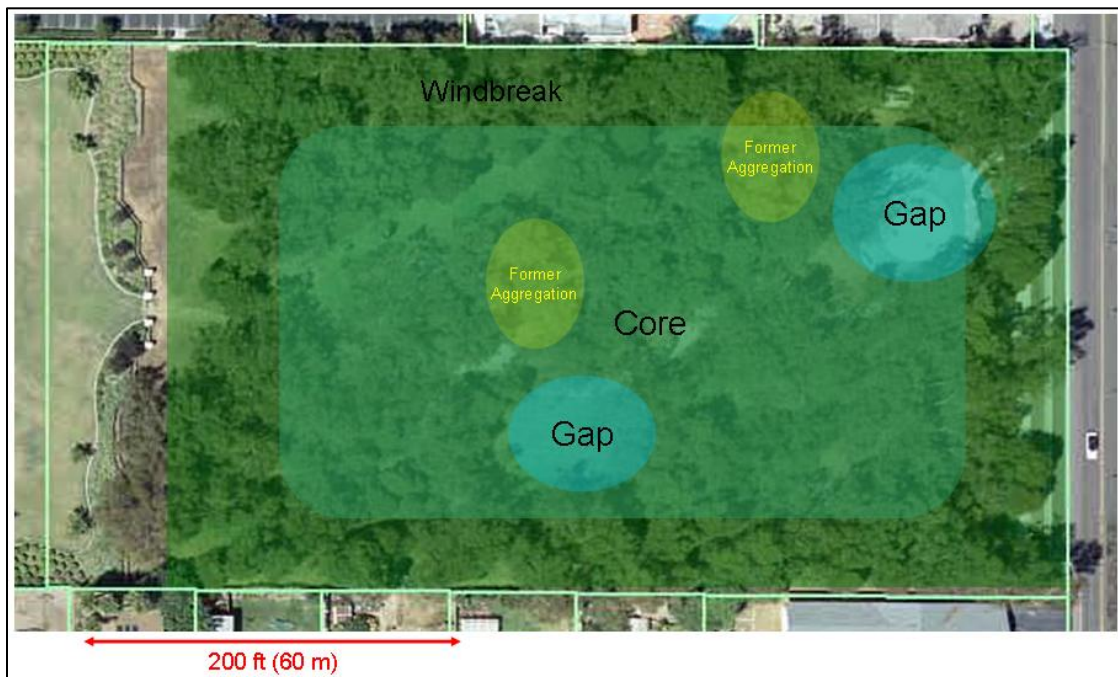 Windbreak
Former
Aggregation
Gap
Former
Aggregation
Core
Gap
200 ft (60 m)